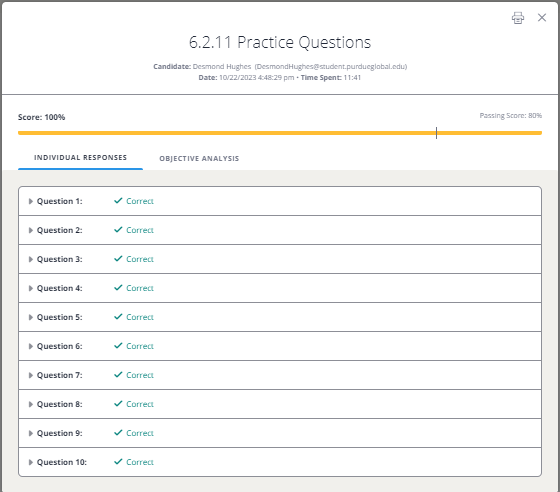 6.2.11 Practice Questions
Candidate: Desmond Hughes (DesmondHughes@student.purdueglobal.edu)
Date: 10/22/2023 4:48:29 pm • Time Spent: 11:41
Score: 100%
Passing Score: 80%
INDIVIDUAL RESPONSES
OBJECTIVE ANALYSIS
Question 1: Correct
Question 2: Correct
Question 3: Correct
Question 4: Correct
Question 5: Correct
Question 6: Correct
Question 7: Correct
Question 8: Correct
Question 9: Correct
Question 10: Correct